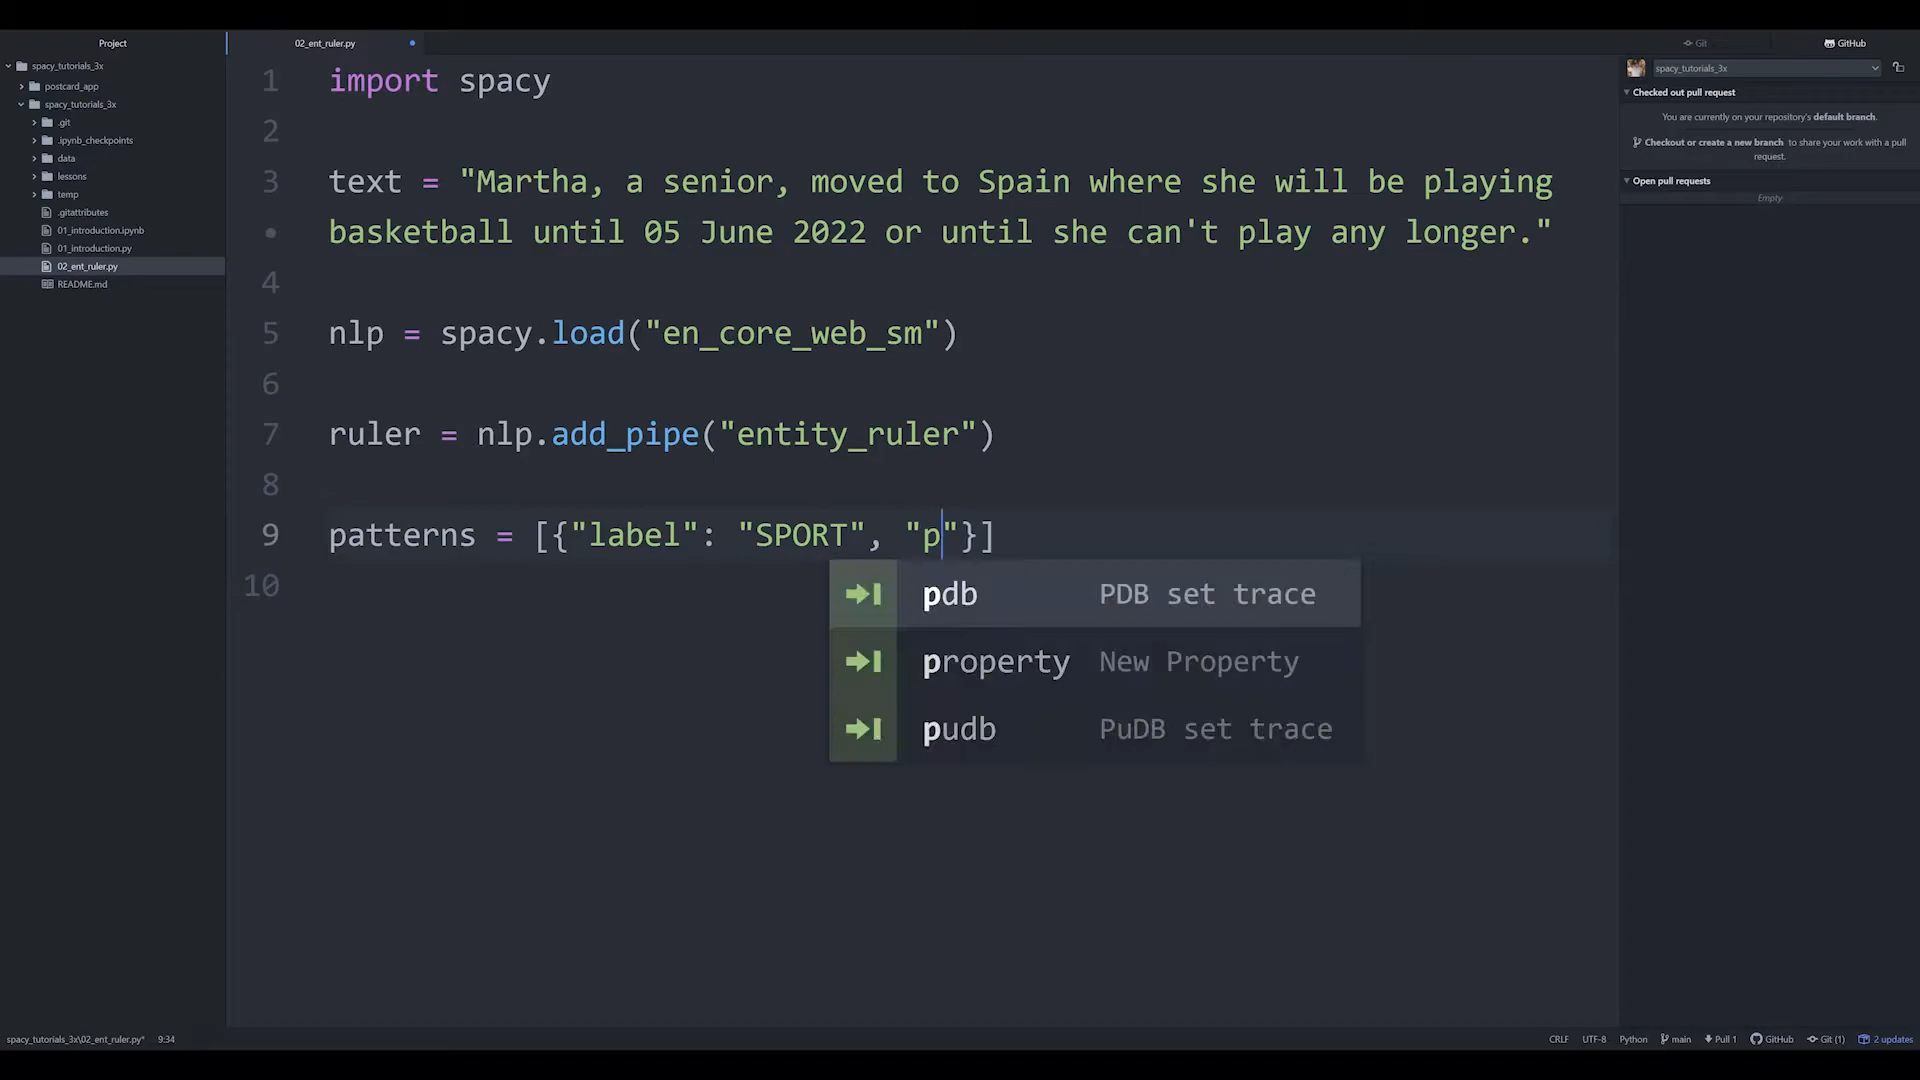 Project
spacy_tutorials_3x
postcard_app
spacy_tutorials_3x
.git
.ipynb_checkpoints
data
lessons
temp
.gitattributes
01_introduction.ipynb
01_introduction.py
02_ent_ruler.py
README.md
02_ent_ruler.py
1 import spacy
2
3 text = "Martha, a senior, moved to Spain where she will be playing
• basketball until 05 June 2022 or until she can't play any longer."
4
5 nlp = spacy.load("en_core_web_sm")
6
7 ruler = nlp.add_pipe("entity_ruler")
8
9 patterns = [{"label": "SPORT", "p"}]
10
pdb PDB set trace
property New Property
pudb PuDB set trace
Git GitHub
spacy_tutorials_3x
Checked out pull request
You are currently on your repository's default branch.
Checkout or create a new branch to share your work with a pull
request.
Open pull requests
Empty
spacy_tutorials_3x\02_ent_ruler.py* 9:34
CRLF UTF-8 Python main Pull 1 GitHub Git (1) 2 updates